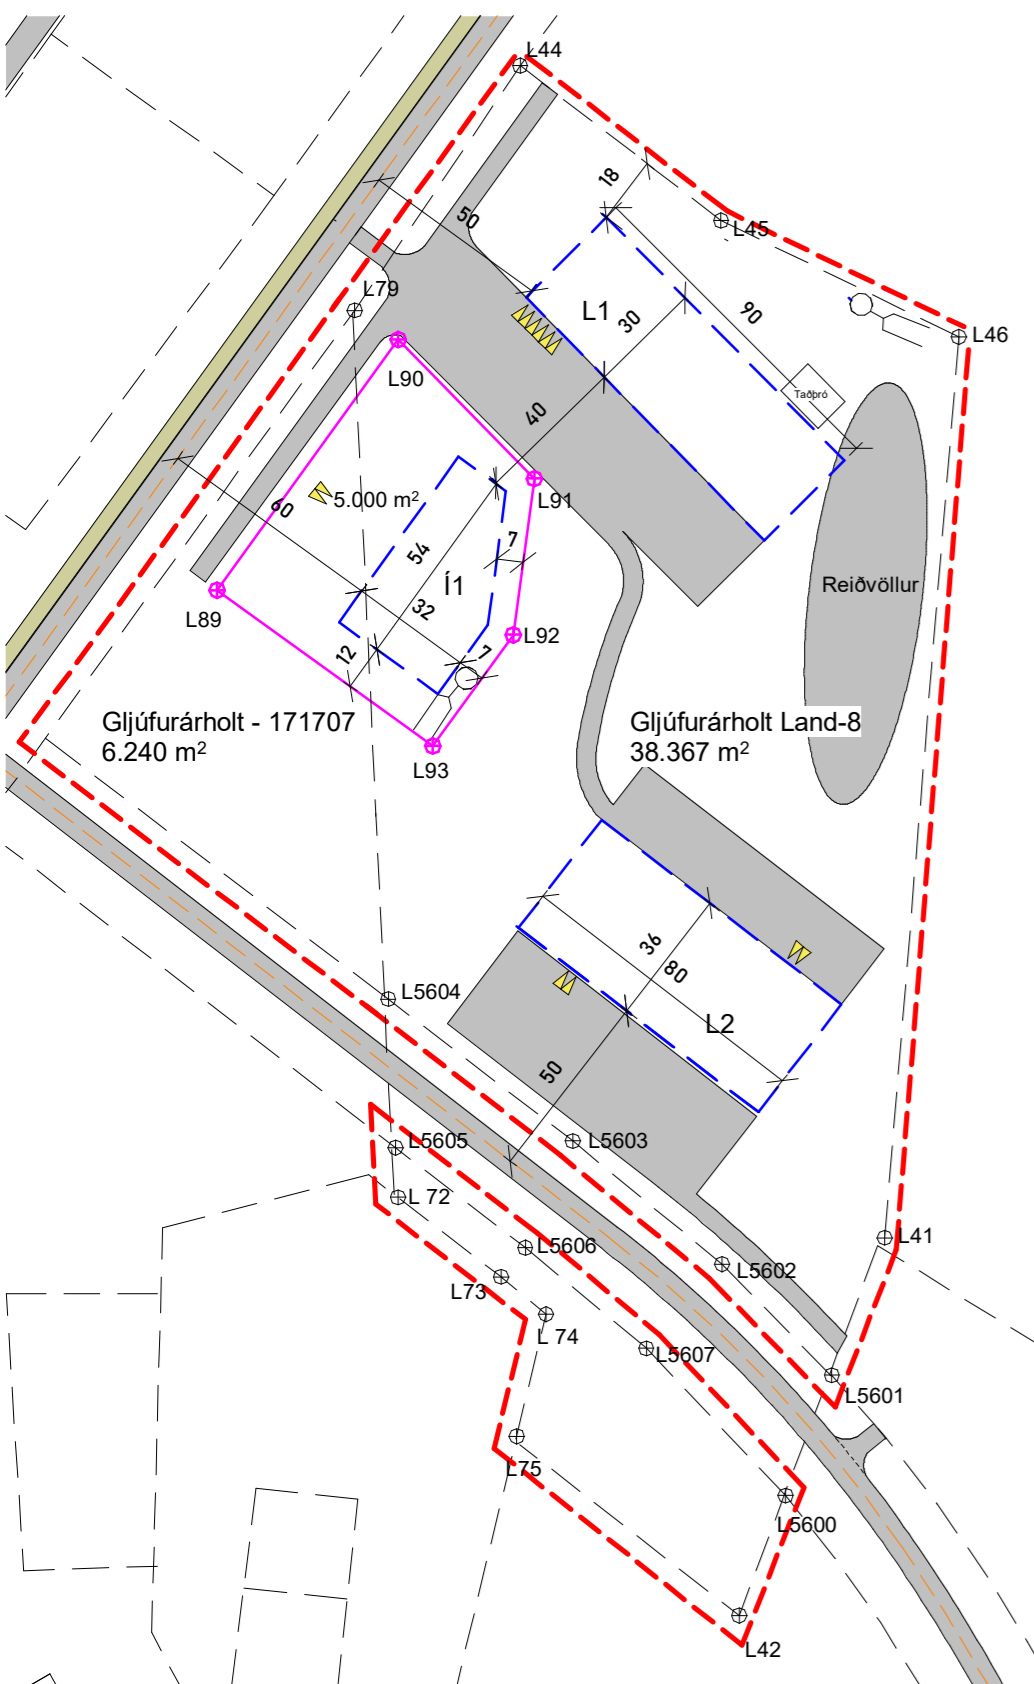 L44
18
50
L45
L79
L1
30
90
L46
L90
40
Taðþró
L91
5.000 m²
60
54
7
Í1
Reiðvöllur
32
L89
L92
12
7
Gljúfurárholt - 171707
6.240 m²
Gljúfurárholt Land-8
38.367 m²
L93
36
80
L5604
L2
50
L5603
L5605
L 72
L41
L5606
L5602
L73
L 74
L5607
L5601
L75
L5600
L42